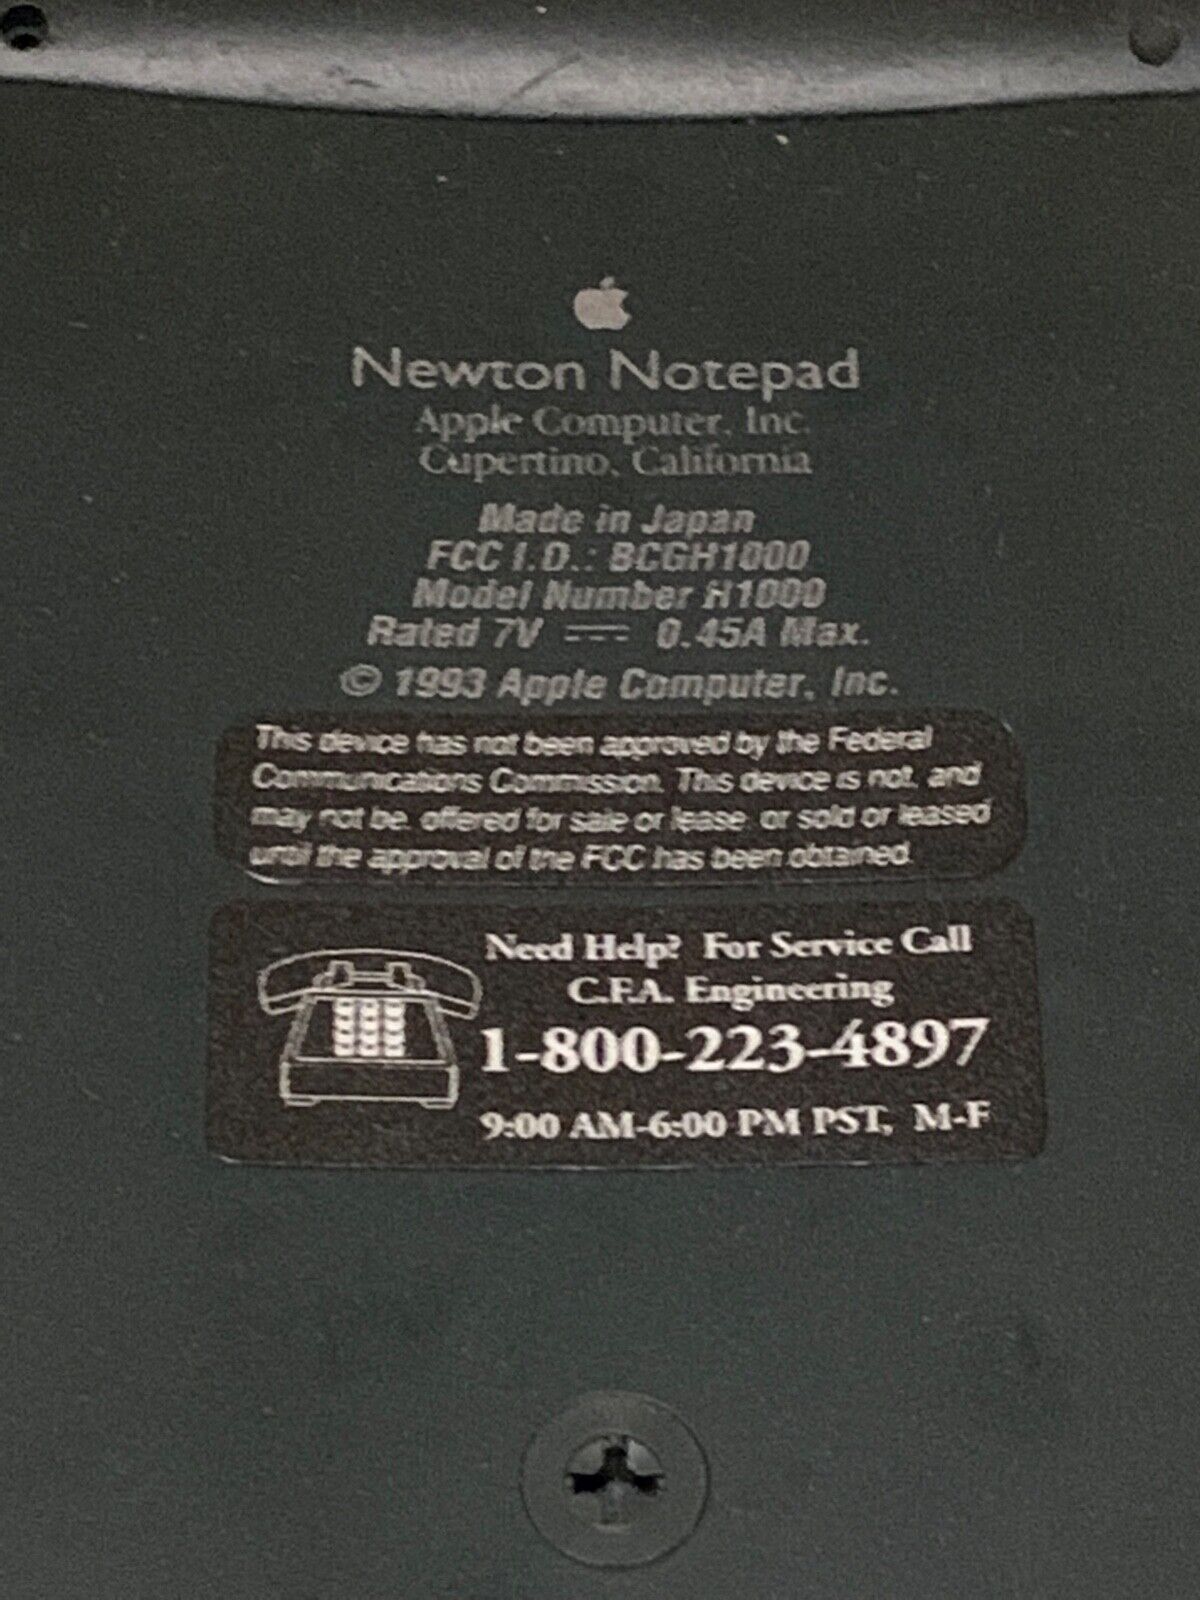 Newton Notepad
Apple Computer, Inc.
Cupertino, California
Made in Japan
FCC I.D.: BCGH1000
Model Number H1000
Rated 7V ⎓ 0.45A Max.
© 1993 Apple Computer, Inc.
This device has not been approved by the Federal
Communications Commission. This device is not, and
may not be, offered for sale or lease, or sold or leased
until the approval of the FCC has been obtained.
Need Help? For Service Call
C.F.A. Engineering
1-800-223-4897
9:00 AM-6:00 PM PST, M-F